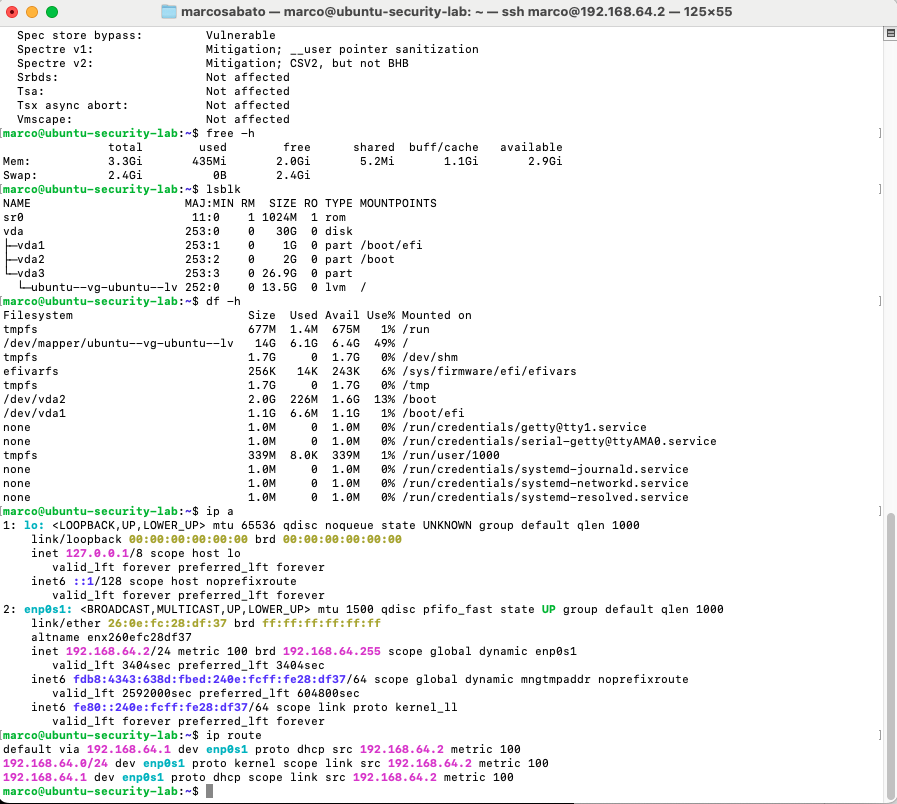 marcosabato — marco@ubuntu-security-lab: ~ — ssh marco@192.168.64.2 — 125×55
  Spec store bypass:         Vulnerable
  Spectre v1:                Mitigation; __user pointer sanitization
  Spectre v2:                Mitigation; CSV2, but not BHB
  Srbds:                     Not affected
  Tsa:                       Not affected
  Tsx async abort:           Not affected
  Vmscape:                   Not affected
[marco@ubuntu-security-lab:~$ free -h ]
               total        used        free      shared  buff/cache   available
Mem:           3.3Gi       435Mi       2.0Gi       5.2Mi       1.1Gi       2.9Gi
Swap:          2.4Gi          0B       2.4Gi
[marco@ubuntu-security-lab:~$ lsblk ]
NAME                      MAJ:MIN RM  SIZE RO TYPE MOUNTPOINTS
sr0                        11:0    1 1024M  1 rom
vda                       253:0    0   30G  0 disk
├─vda1                    253:1    0    1G  0 part /boot/efi
├─vda2                    253:2    0    2G  0 part /boot
└─vda3                    253:3    0 26.9G  0 part
  └─ubuntu--vg-ubuntu--lv 252:0    0 13.5G  0 lvm  /
[marco@ubuntu-security-lab:~$ df -h ]
Filesystem                         Size  Used Avail Use% Mounted on
tmpfs                              677M  1.4M  675M   1% /run
/dev/mapper/ubuntu--vg-ubuntu--lv   14G  6.1G  6.4G  49% /
tmpfs                              1.7G     0  1.7G   0% /dev/shm
efivarfs                           256K   14K  243K   6% /sys/firmware/efi/efivars
tmpfs                              1.7G     0  1.7G   0% /tmp
/dev/vda2                          2.0G  226M  1.6G  13% /boot
/dev/vda1                          1.1G  6.6M  1.1G   1% /boot/efi
none                               1.0M     0  1.0M   0% /run/credentials/getty@tty1.service
none                               1.0M     0  1.0M   0% /run/credentials/serial-getty@ttyAMA0.service
tmpfs                              339M  8.0K  339M   1% /run/user/1000
none                               1.0M     0  1.0M   0% /run/credentials/systemd-journald.service
none                               1.0M     0  1.0M   0% /run/credentials/systemd-networkd.service
none                               1.0M     0  1.0M   0% /run/credentials/systemd-resolved.service
[marco@ubuntu-security-lab:~$ ip a ]
1: lo: <LOOPBACK,UP,LOWER_UP> mtu 65536 qdisc noqueue state UNKNOWN group default qlen 1000
    link/loopback 00:00:00:00:00:00 brd 00:00:00:00:00:00
    inet 127.0.0.1/8 scope host lo
       valid_lft forever preferred_lft forever
    inet6 ::1/128 scope host noprefixroute
       valid_lft forever preferred_lft forever
2: enp0s1: <BROADCAST,MULTICAST,UP,LOWER_UP> mtu 1500 qdisc pfifo_fast state UP group default qlen 1000
    link/ether 26:0e:fc:28:df:37 brd ff:ff:ff:ff:ff:ff
    altname enx260efc28df37
    inet 192.168.64.2/24 metric 100 brd 192.168.64.255 scope global dynamic enp0s1
       valid_lft 3404sec preferred_lft 3404sec
    inet6 fdb8:4343:638d:fbed:240e:fcff:fe28:df37/64 scope global dynamic mngtmpaddr noprefixroute
       valid_lft 2592000sec preferred_lft 604800sec
    inet6 fe80::240e:fcff:fe28:df37/64 scope link proto kernel_ll
       valid_lft forever preferred_lft forever
[marco@ubuntu-security-lab:~$ ip route ]
default via 192.168.64.1 dev enp0s1 proto dhcp src 192.168.64.2 metric 100
192.168.64.0/24 dev enp0s1 proto kernel scope link src 192.168.64.2 metric 100
192.168.64.1 dev enp0s1 proto dhcp scope link src 192.168.64.2 metric 100
marco@ubuntu-security-lab:~$